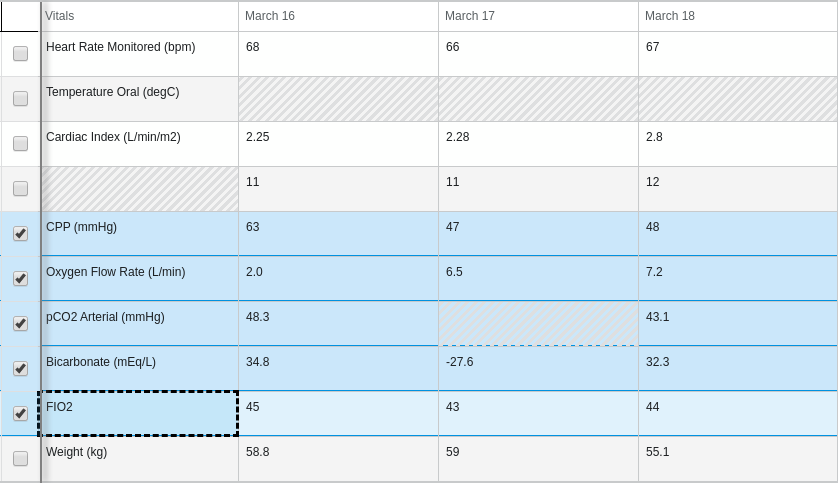 Vitals March 16 March 17 March 18
Heart Rate Monitored (bpm) 68 66 67
Temperature Oral (degC)
Cardiac Index (L/min/m2) 2.25 2.28 2.8
11 11 12
CPP (mmHg) 63 47 48
Oxygen Flow Rate (L/min) 2.0 6.5 7.2
pCO2 Arterial (mmHg) 48.3 43.1
Bicarbonate (mEq/L) 34.8 -27.6 32.3
FIO2 45 43 44
Weight (kg) 58.8 59 55.1